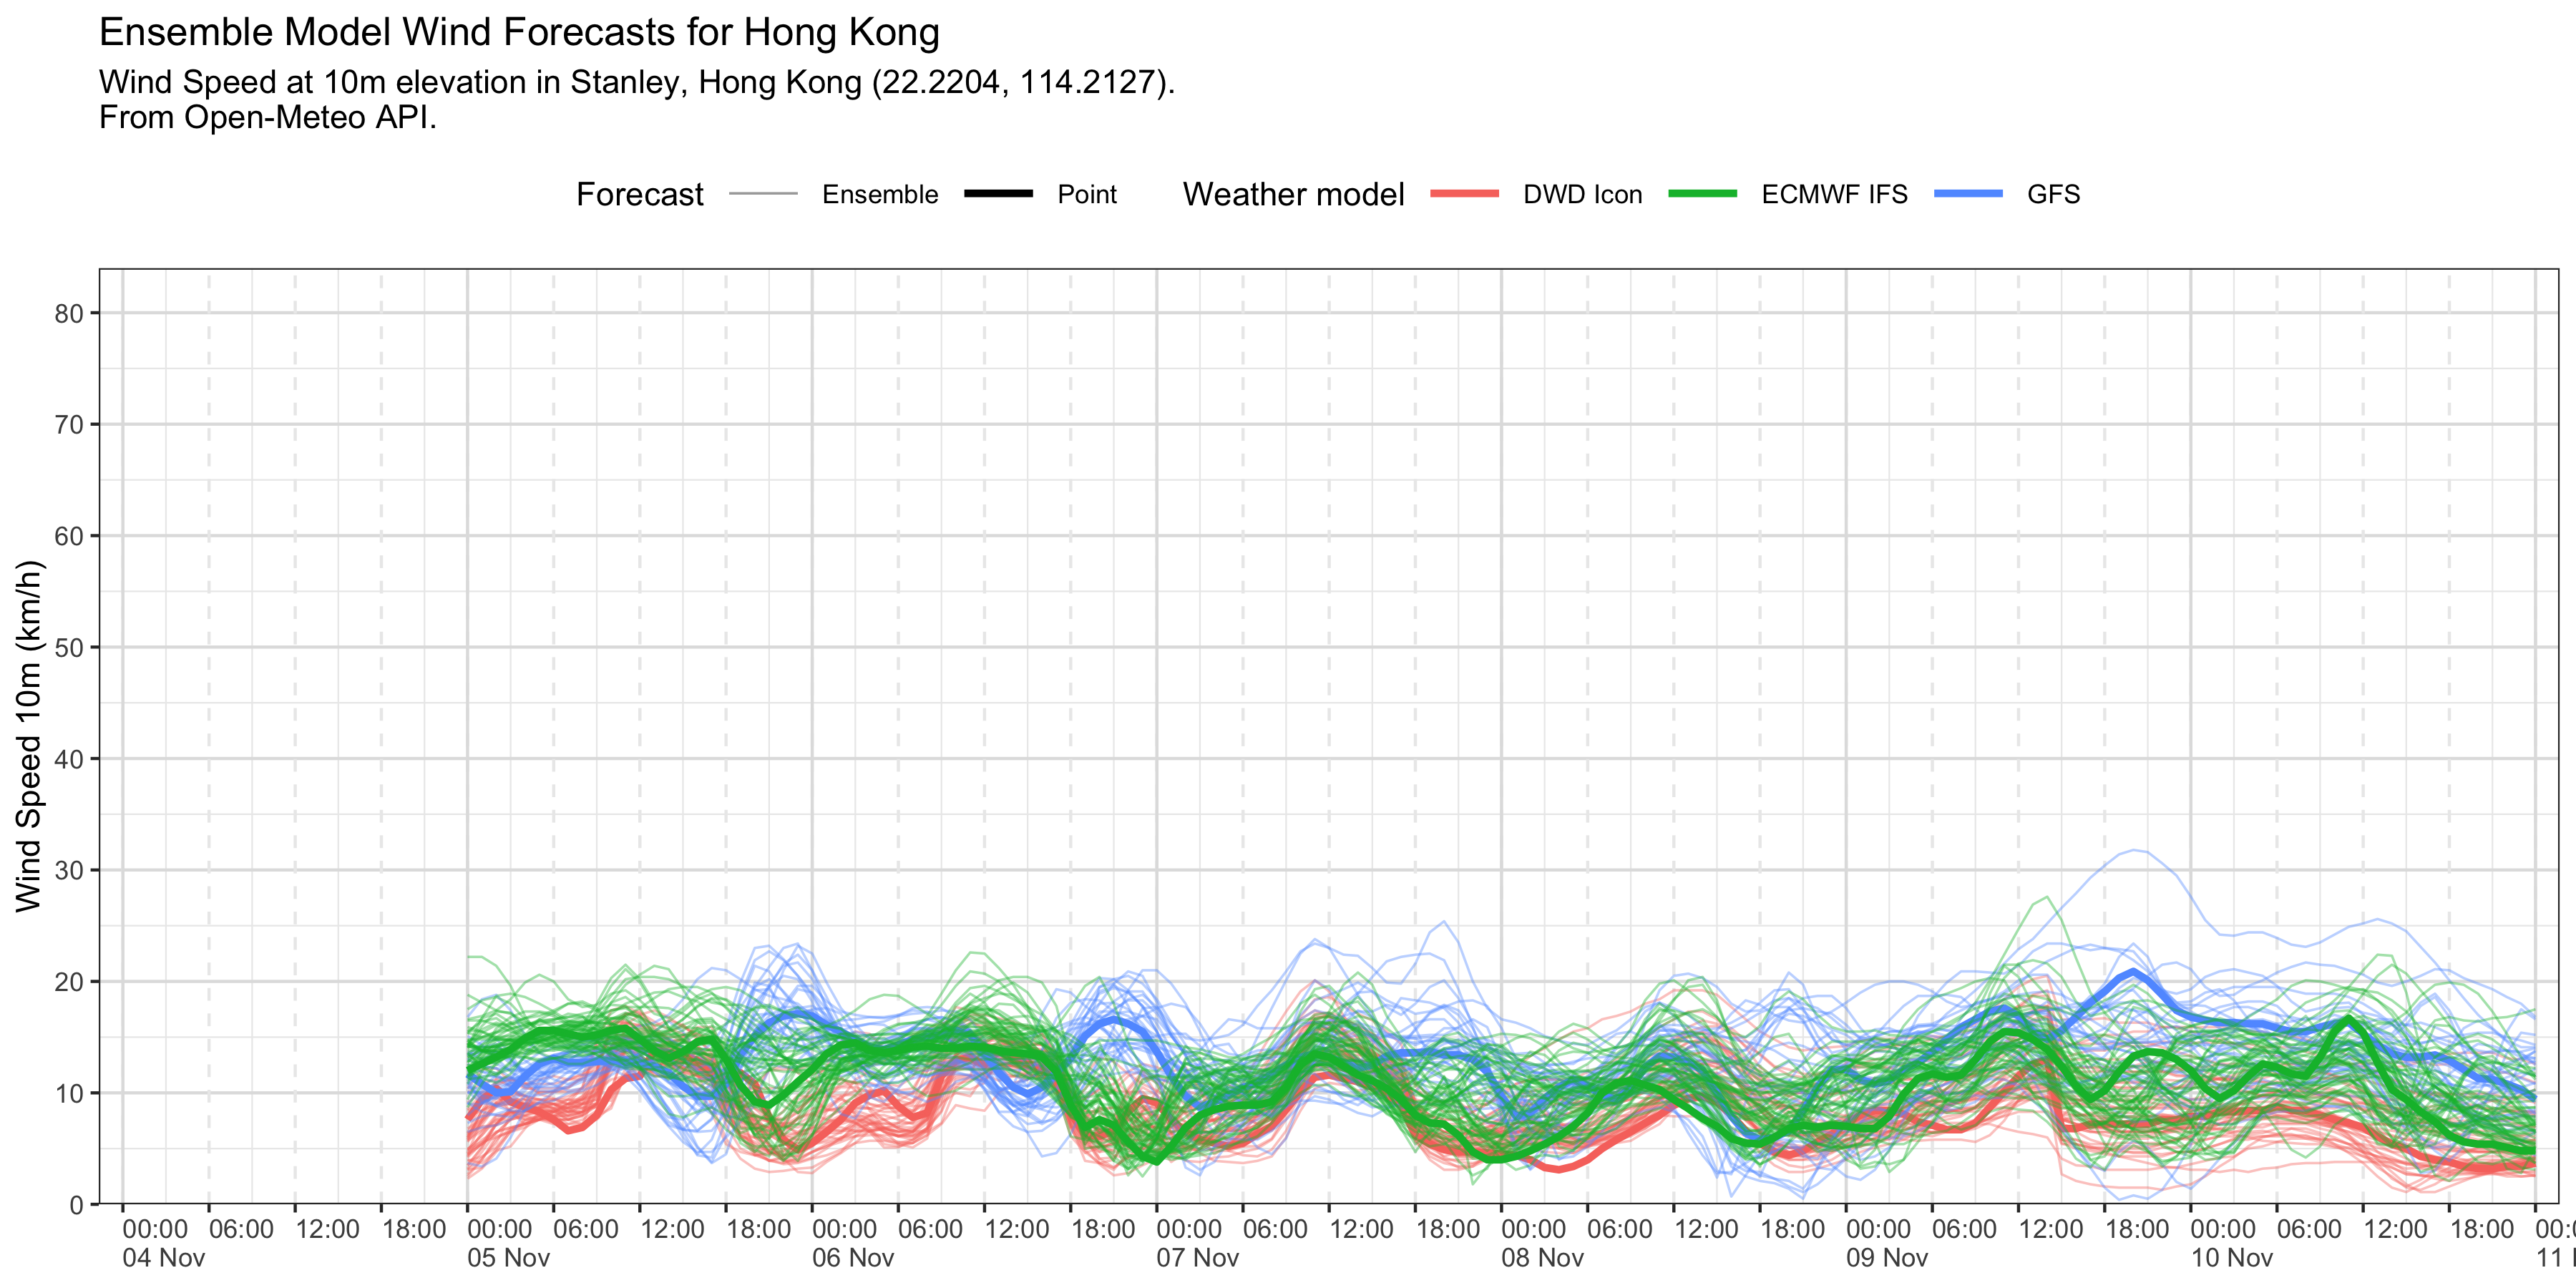 Ensemble Model Wind Forecasts for Hong Kong
Wind Speed at 10m elevation in Stanley, Hong Kong (22.2204, 114.2127).
From Open-Meteo API.
Forecast Ensemble Point Weather model DWD Icon ECMWF IFS GFS
Wind Speed 10m (km/h)
80
70
60
50
40
30
20
10
0
00:00 06:00 12:00 18:00 00:00 06:00 12:00 18:00 00:00 06:00 12:00 18:00 00:00 06:00 12:00 18:00 00:00 06:00 12:00 18:00 00:00 06:00 12:00 18:00 00:00 06:00 12:00 18:00
04 Nov 05 Nov 06 Nov 07 Nov 08 Nov 09 Nov 10 Nov 11